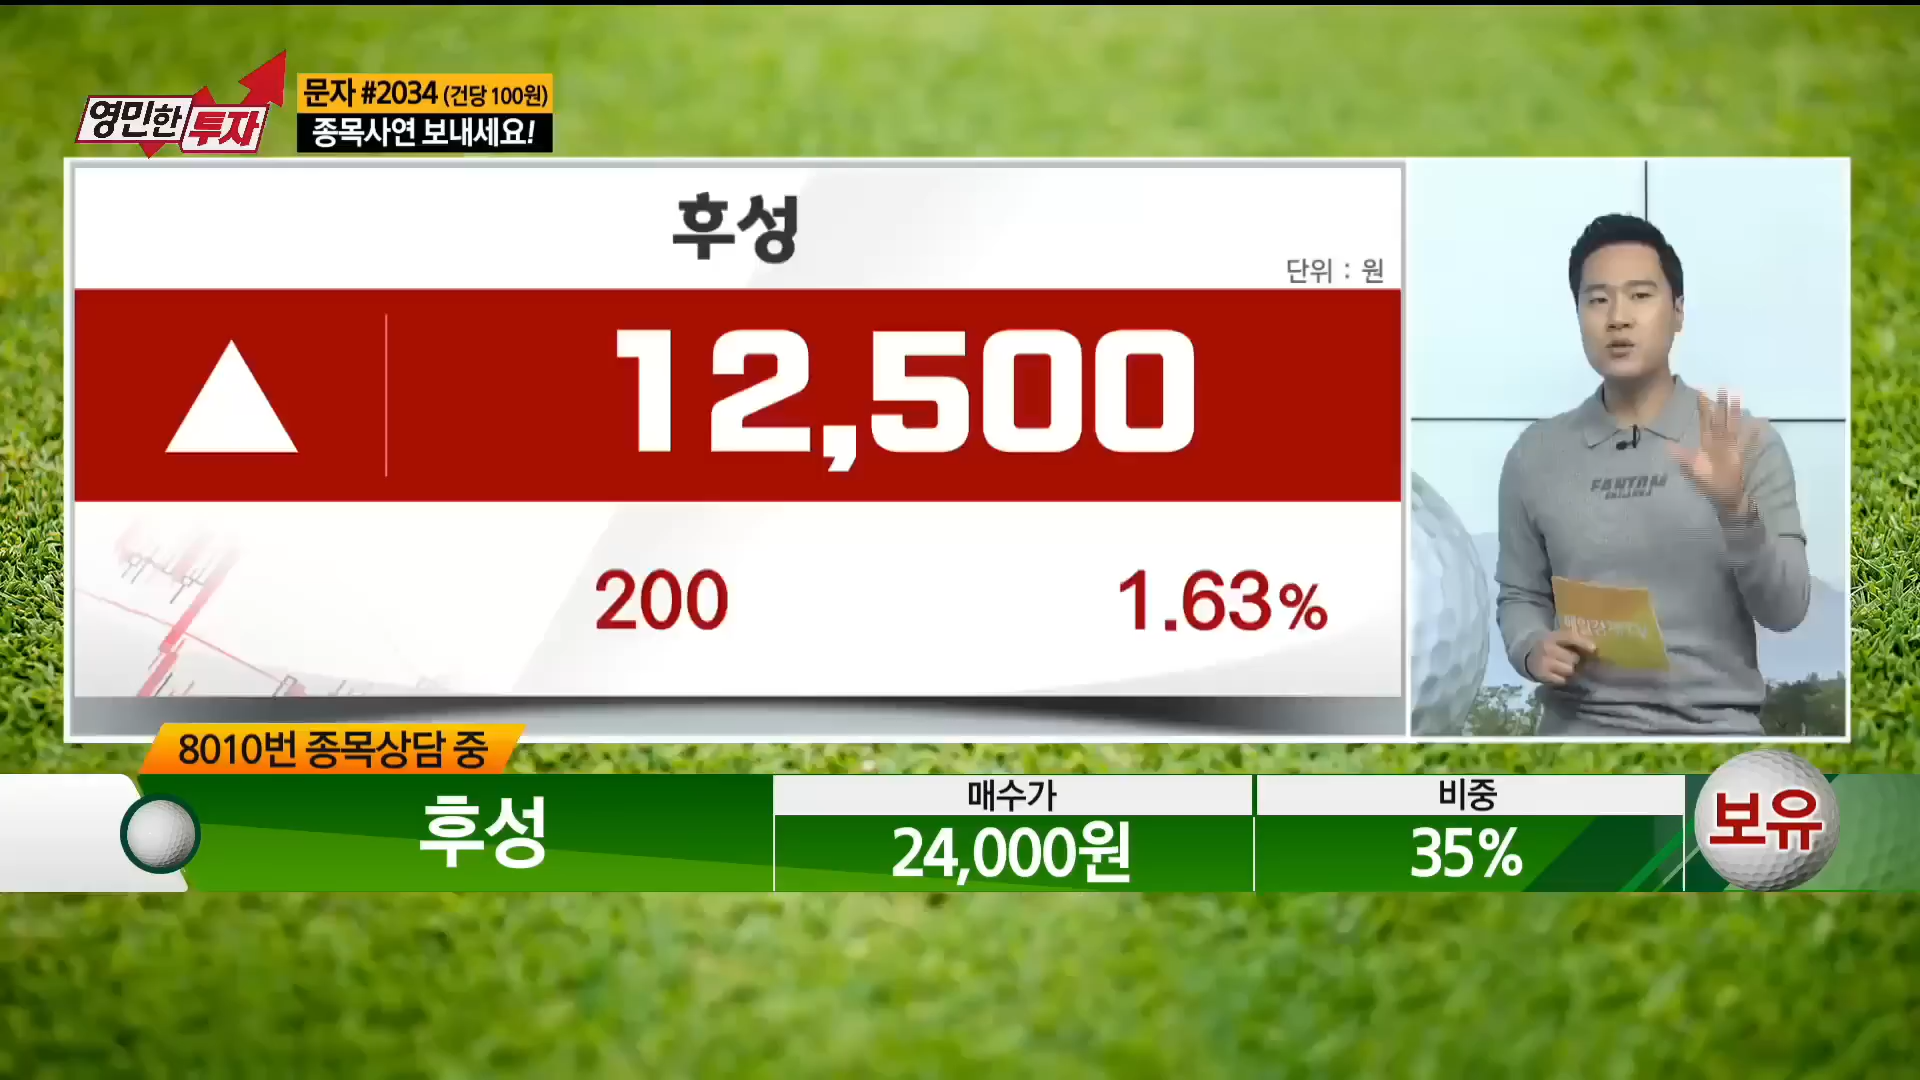 영민한 투자
문자 #2034 (건당 100원)
종목사연 보내세요!
후성
단위 : 원
▲ 12,500
200 1.63%
8010번 종목상담 중
후성
매수가
24,000원
비중
35%
보유